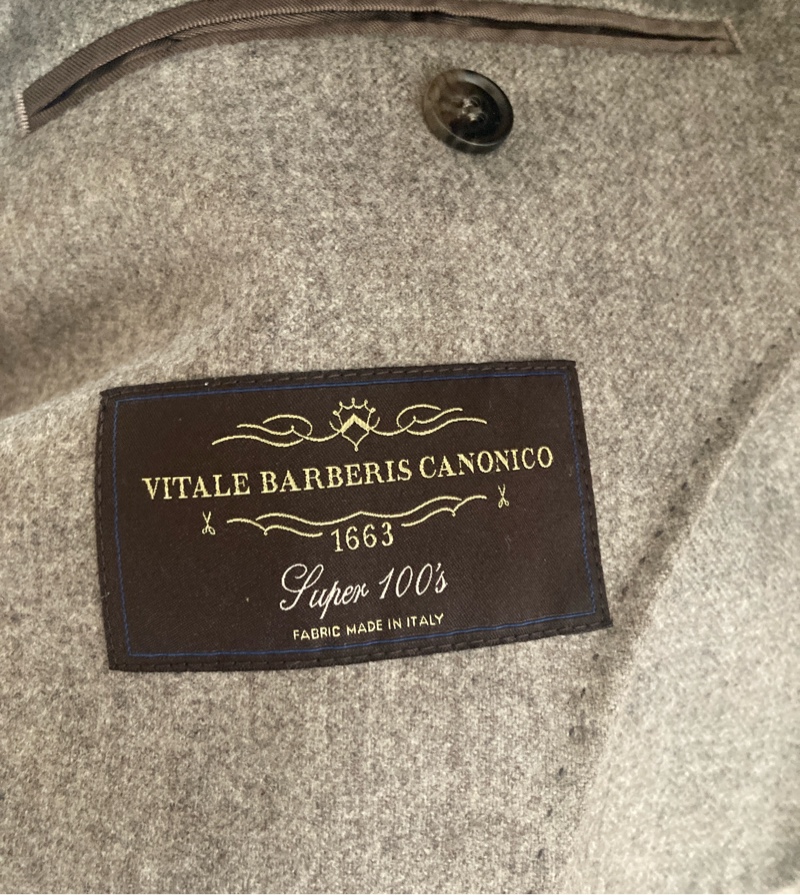 VITALE BARBERIS CANONICO
1663
Super 100's
FABRIC MADE IN ITALY